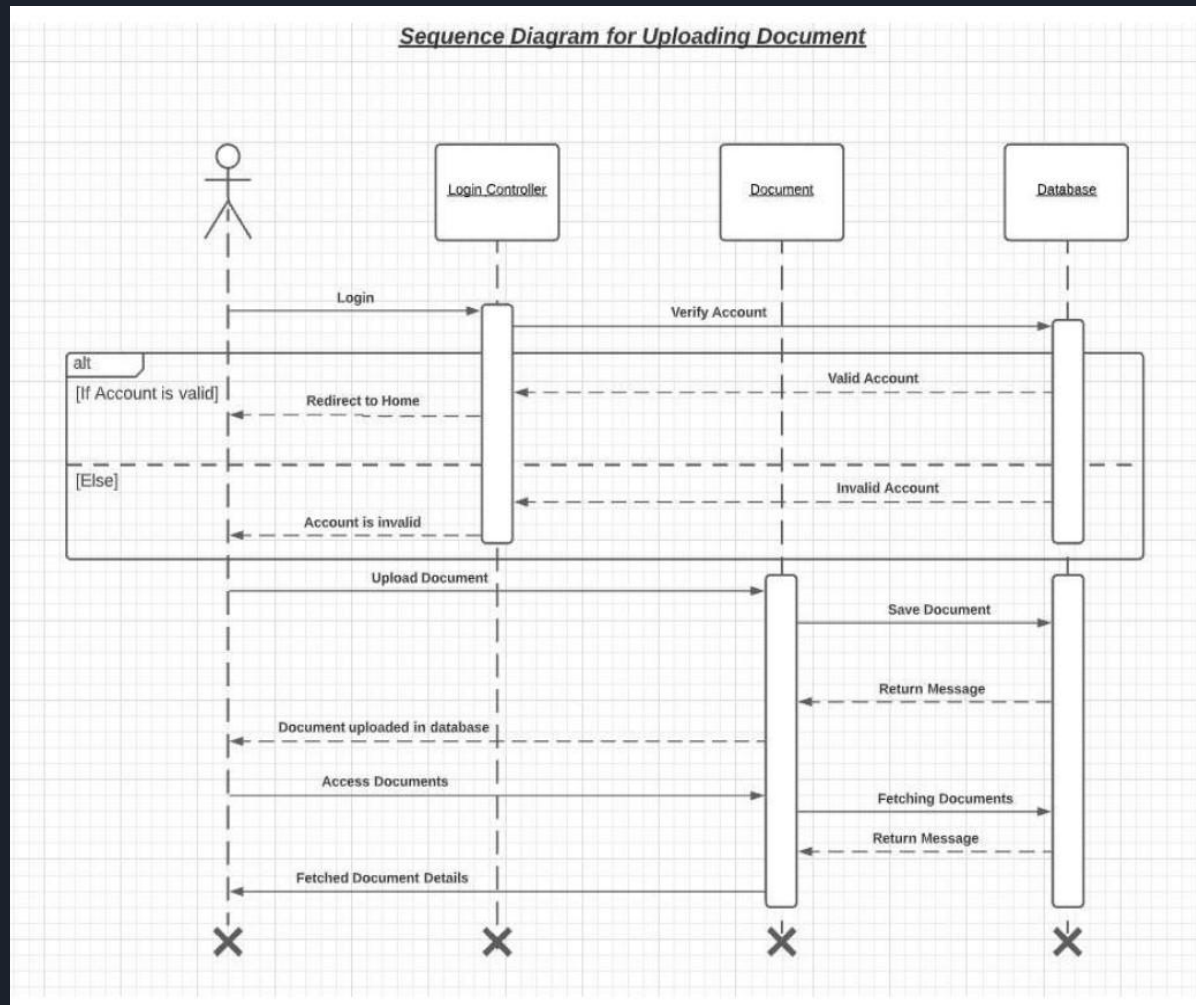 Sequence Diagram for Uploading Document
Login Controller
Document
Database
Login
Verify Account
alt
[If Account is valid]
Valid Account
Redirect to Home
[Else]
Invalid Account
Account is invalid
Upload Document
Save Document
Return Message
Document uploaded in database
Access Documents
Fetching Documents
Return Message
Fetched Document Details